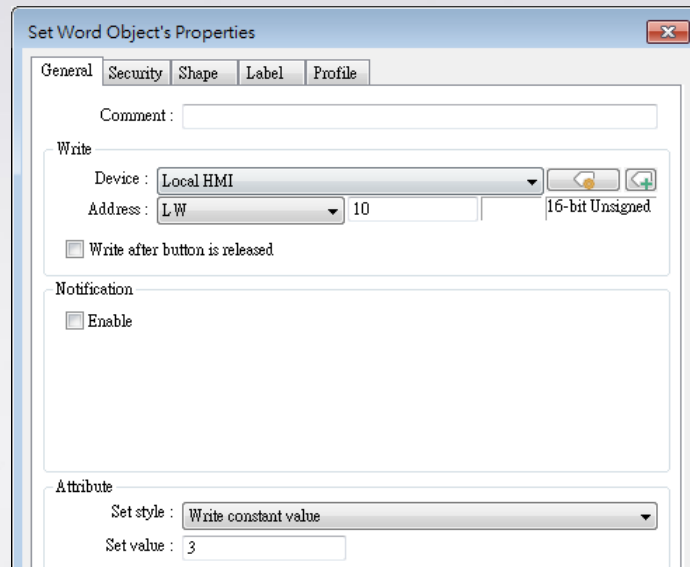 Set Word Object's Properties
General Security Shape Label Profile
Comment :
Write
Device : Local HMI
Address : LW 10 16-bit Unsigned
Write after button is released
Notification
Enable
Attribute
Set style : Write constant value
Set value : 3